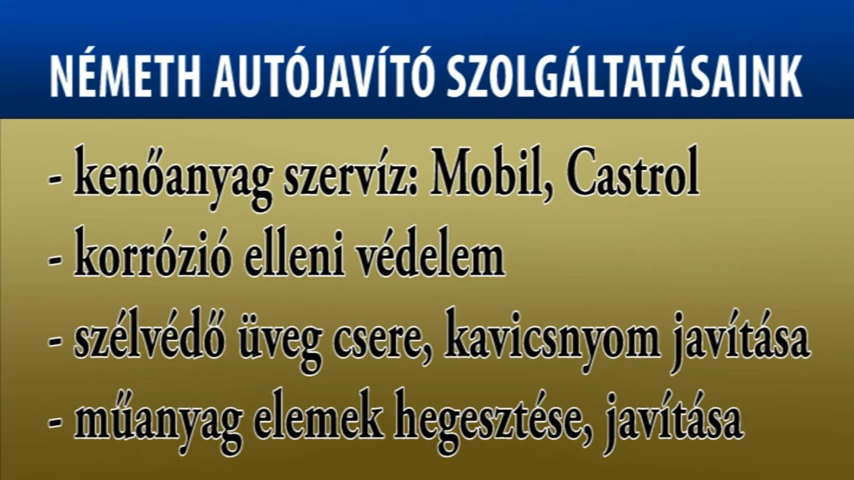 NÉMETH AUTÓJAVÍTÓ SZOLGÁLTATÁSAINK
- kenőanyag szervíz: Mobil, Castrol
- korrózió elleni védelem
- szélvédő üveg csere, kavicsnyom javítása
- műanyag elemek hegesztése, javítása